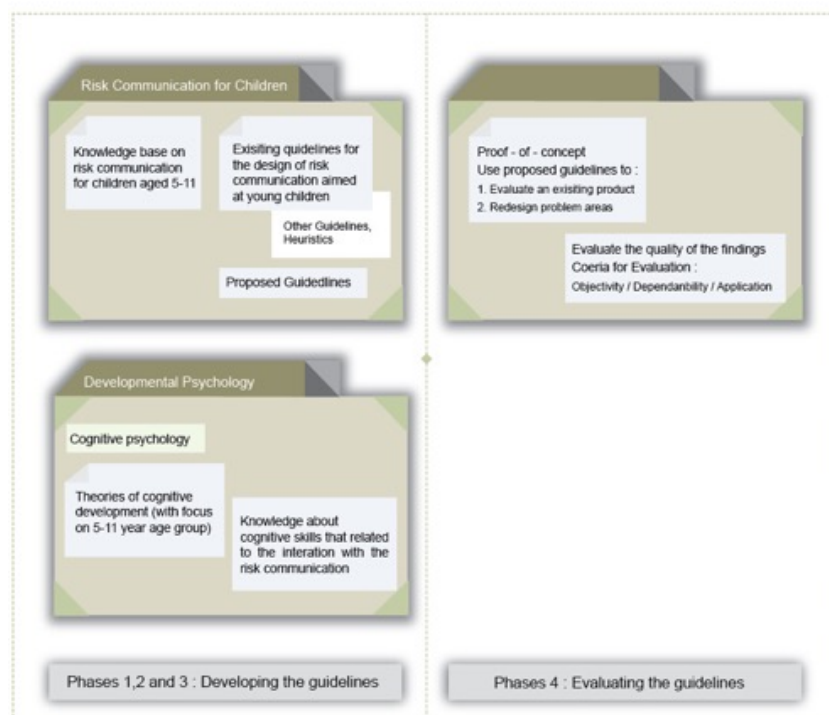 Risk Communication for Children
Knowledge base on
risk communication
for children aged 5-11
Exisiting quidelines for
the design of risk
communication aimed
at young children
Other Guidelines,
Heuristics
Proposed Guidedlines
Proof - of - concept
Use proposed guidelines to :
1. Evaluate an exisiting product
2. Redesign problem areas
Evaluate the quality of the findings
Coeria for Evaluation :
Objectivity / Dependanbility / Application
Developmental Psychology
Cognitive psychology
Theories of cognitive
development (with focus
on 5-11 year age group)
Knowledge about
cognitive skills that related
to the interation with the
risk communication
Phases 1,2 and 3 : Developing the guidelines
Phases 4 : Evaluating the guidelines